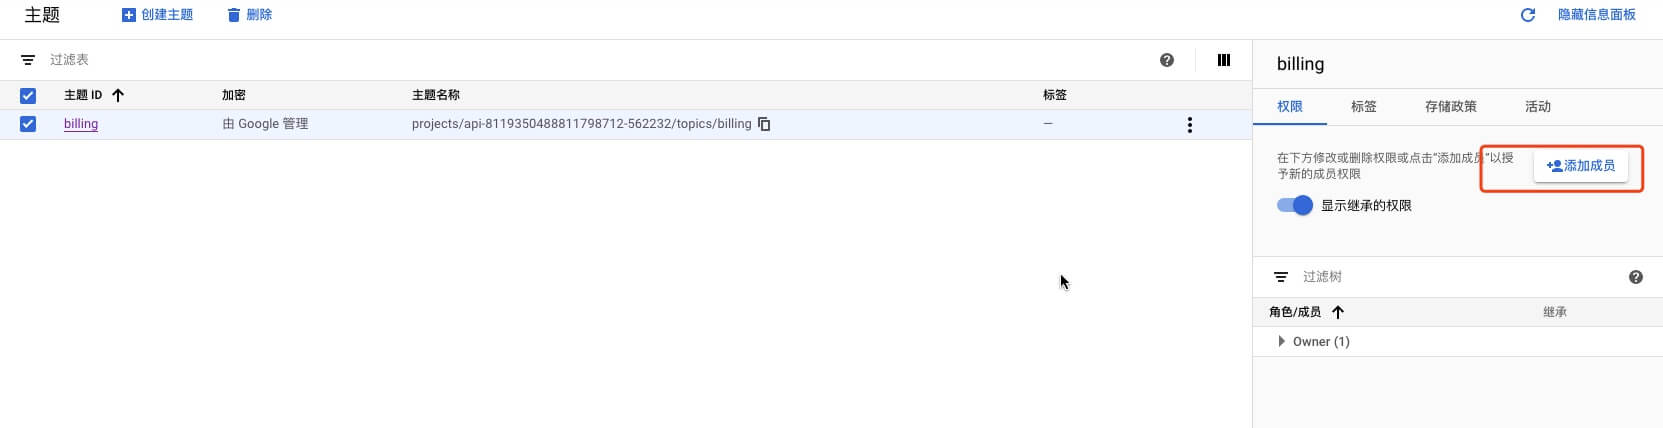 主题 创建主题 删除 隐藏信息面板
过滤表
billing
主题 ID 加密 主题名称 标签
权限 标签 存储政策 活动
billing 由 Google 管理 projects/api-8119350488811798712-562232/topics/billing —
在下方修改或删除权限或点击“添加成员”以授
予新的成员权限
添加成员
显示继承的权限
过滤树
角色/成员 继承
Owner (1)